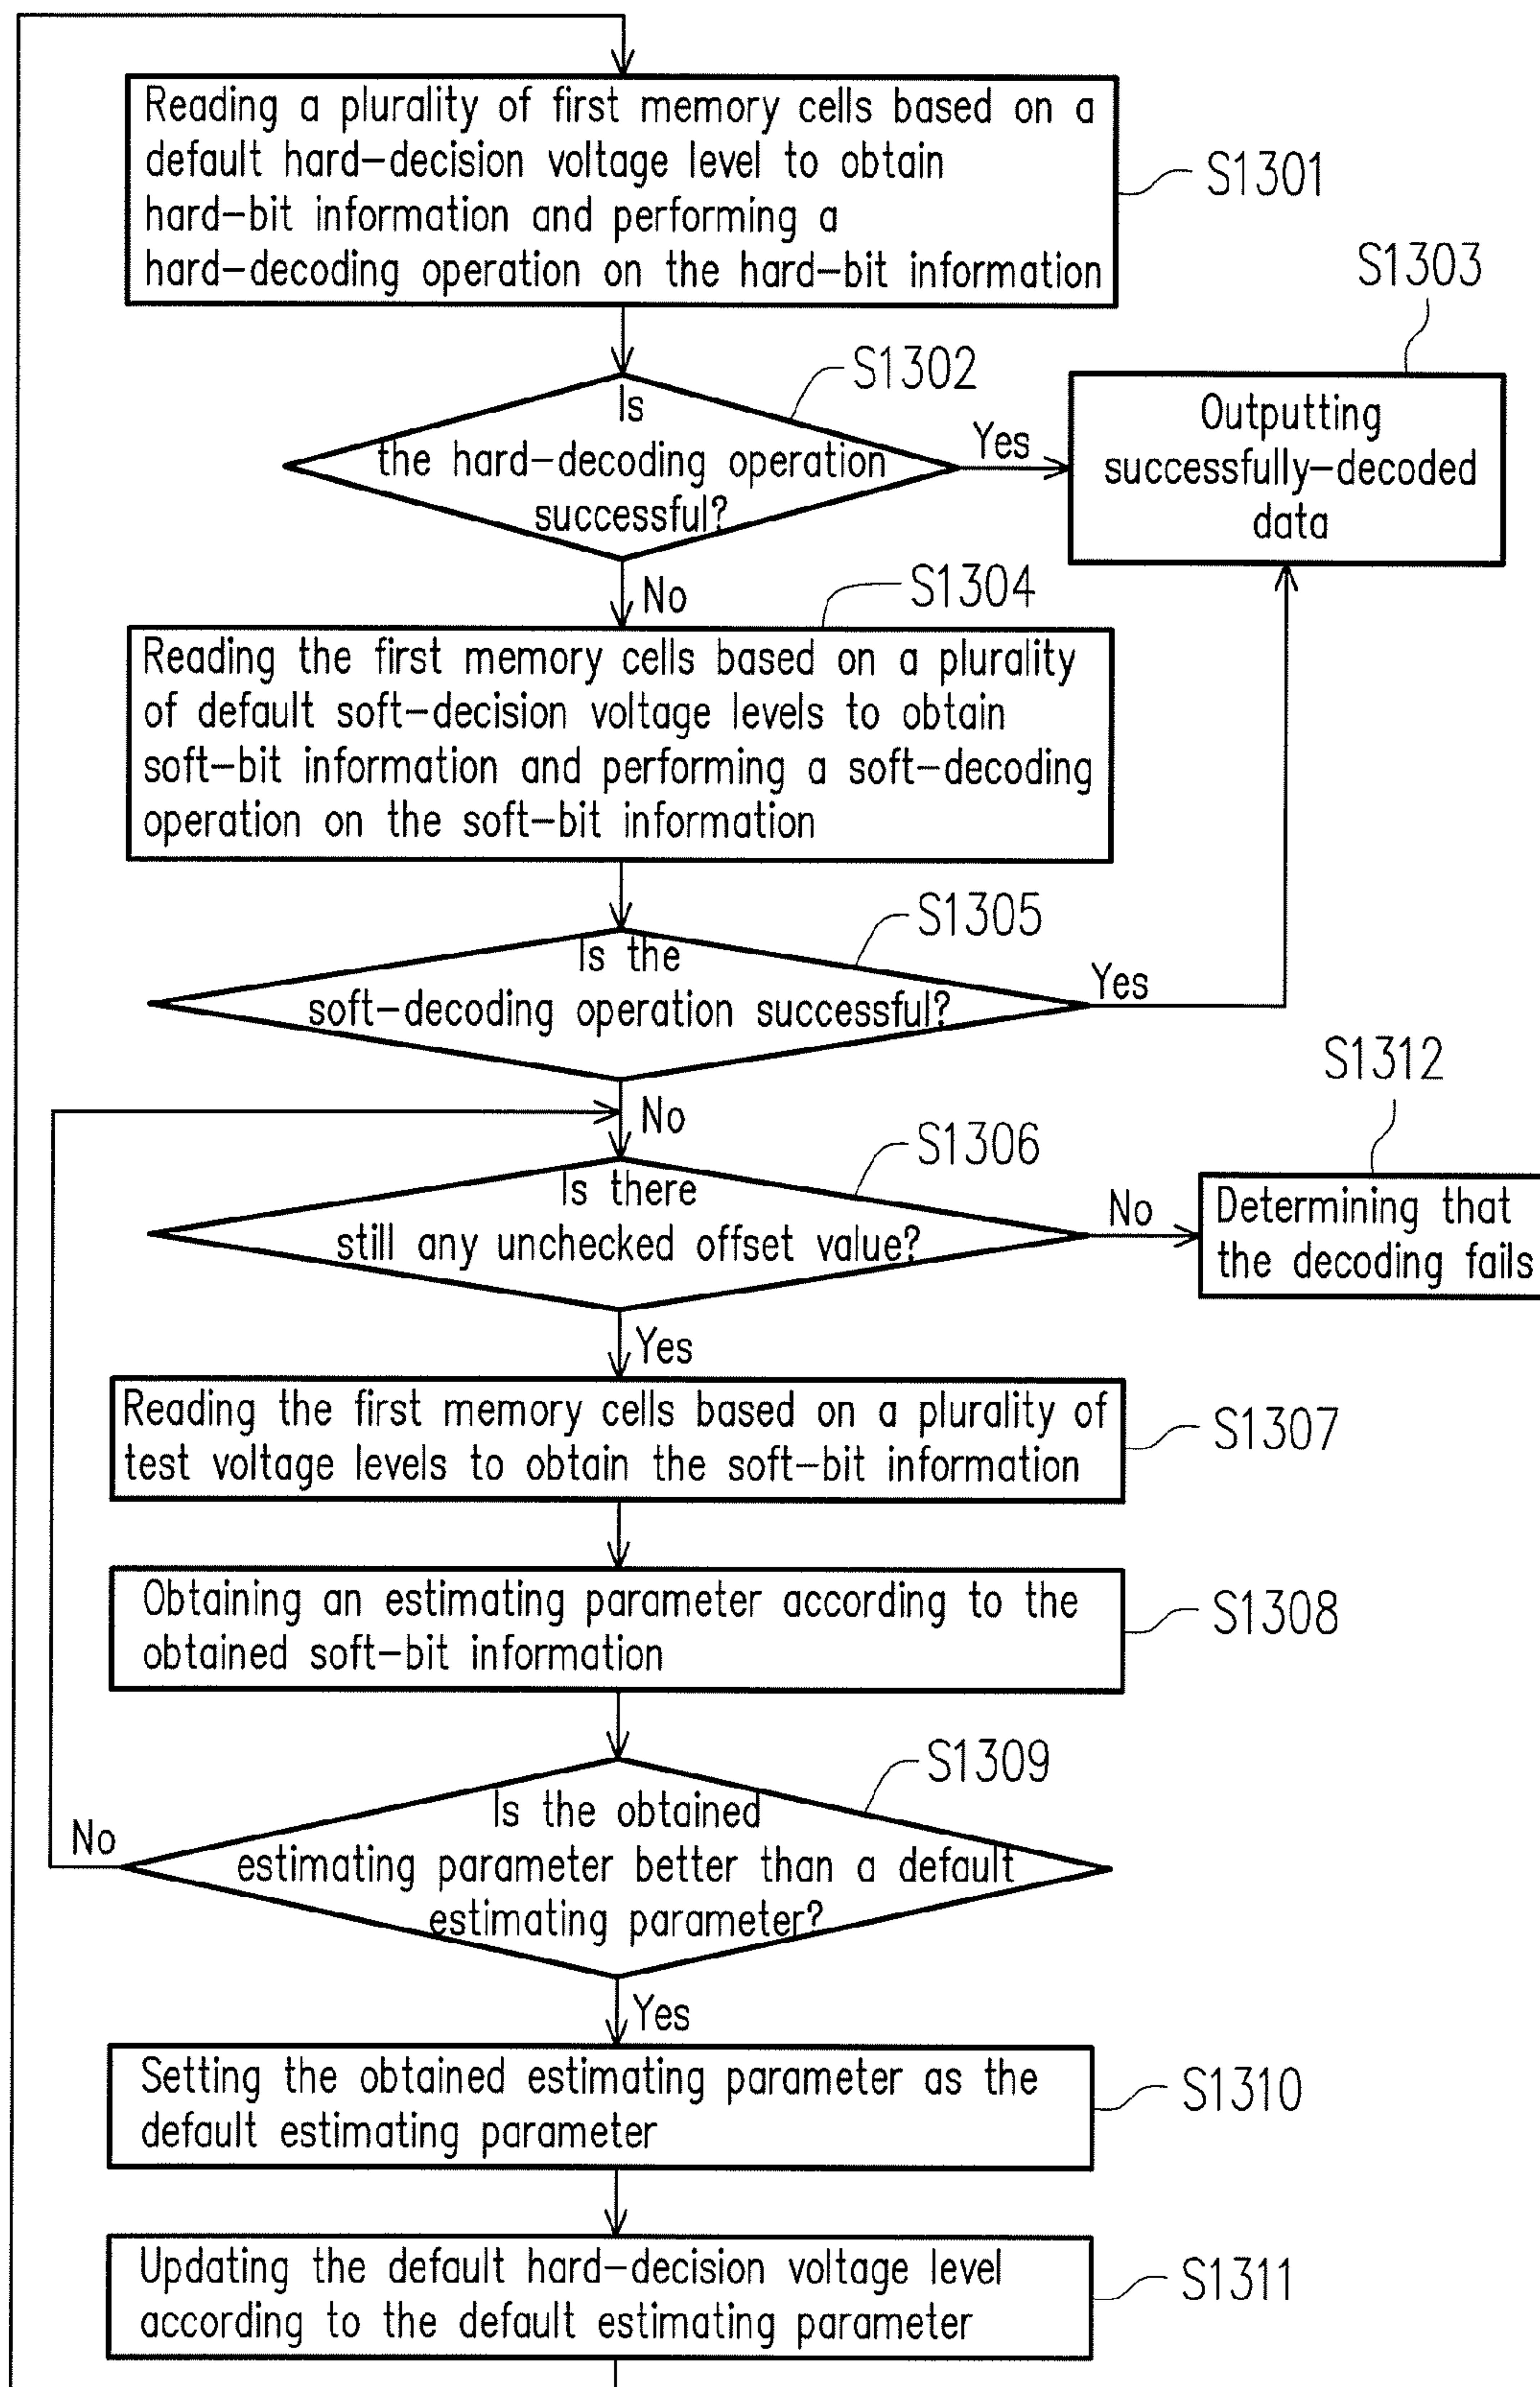 Reading a plurality of first memory cells based on a
default hard-decision voltage level to obtain
hard-bit information and performing a
hard-decoding operation on the hard-bit information
S1301
S1303
S1302
Is
the hard-decoding operation
successful?
Yes
Outputting
successfully-decoded
data
No
S1304
Reading the first memory cells based on a plurality
of default soft-decision voltage levels to obtain
soft-bit information and performing a soft-decoding
operation on the soft-bit information
S1305
Is the
soft-decoding operation successful?
Yes
S1312
No
S1306
Is there
still any unchecked offset value?
No
Determining that
the decoding fails
Yes
Reading the first memory cells based on a plurality of
test voltage levels to obtain the soft-bit information
S1307
Obtaining an estimating parameter according to the
obtained soft-bit information
S1308
S1309
Is the obtained
estimating parameter better than a default
estimating parameter?
No
Yes
Setting the obtained estimating parameter as the
default estimating parameter
S1310
Updating the default hard-decision voltage level
according to the default estimating parameter
S1311